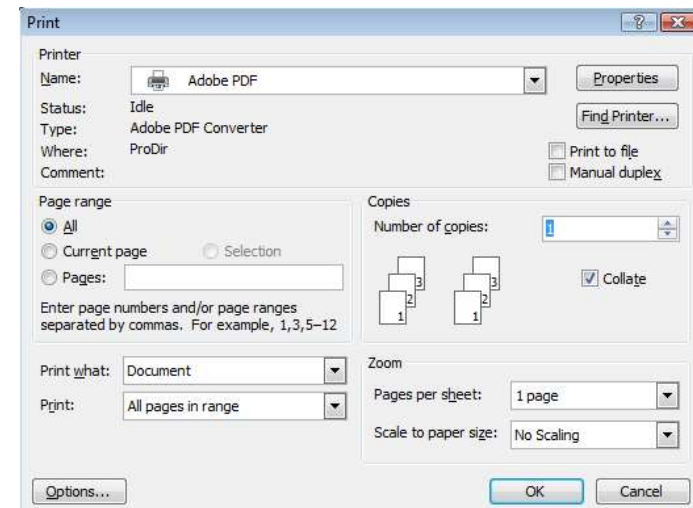 Print
Printer
Name: Adobe PDF Properties
Status: Idle Find Printer...
Type: Adobe PDF Converter
Where: ProDir Print to file
Comment: Manual duplex
Page range
All
Current page Selection
Pages:
Enter page numbers and/or page ranges
separated by commas. For example, 1,3,5–12
Copies
Number of copies: 1
3 3
2 2
1 1
Collate
Print what: Document
Print: All pages in range
Zoom
Pages per sheet: 1 page
Scale to paper size: No Scaling
Options... OK Cancel